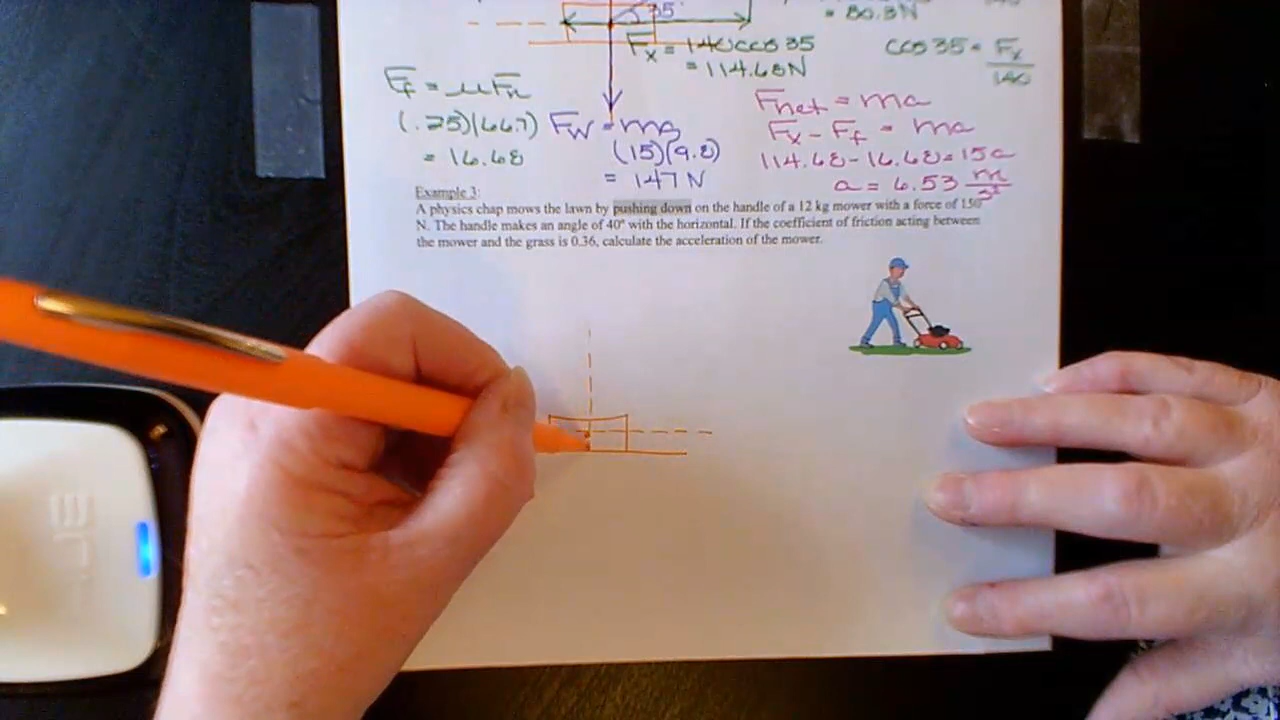 35°
= 80.3N
Fx = 140cos35
= 114.68N
cos35 = Fx
140
Ff = μFn
(.25)(66.7)
= 16.68
Fw = mg
(15)(9.8)
= 147N
Fnet = ma
Fx - Ff = ma
114.68-16.68=15a
a = 6.53 m/s²
Example 3:
A physics chap mows the lawn by pushing down on the handle of a 12 kg mower with a force of 150
N. The handle makes an angle of 40° with the horizontal. If the coefficient of friction acting between
the mower and the grass is 0.36, calculate the acceleration of the mower.